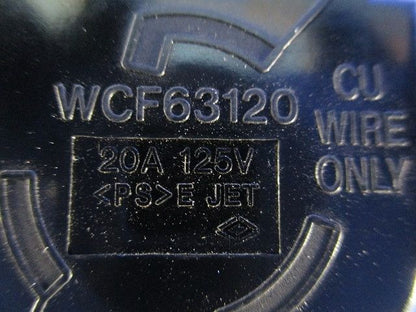 WCF63120
CU
WIRE
ONLY
20A 125V
<PS>E JET